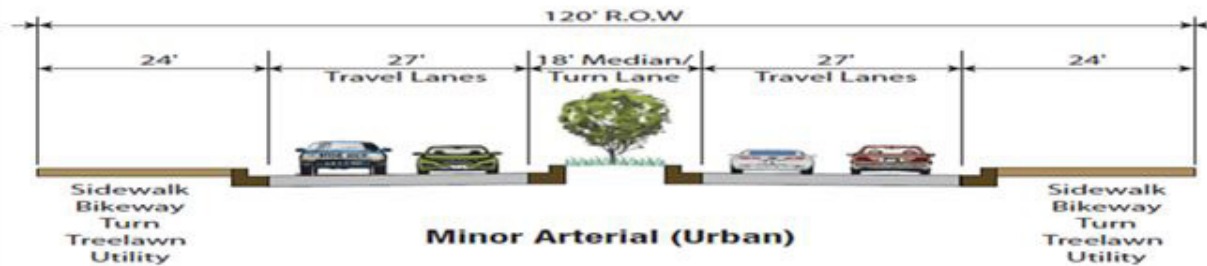 120' R.O.W
24'
27'
Travel Lanes
18' Median/
Turn Lane
27'
Travel Lanes
24'
Sidewalk
Bikeway
Turn
Treelawn
Utility
Minor Arterial (Urban)
Sidewalk
Bikeway
Turn
Treelawn
Utility